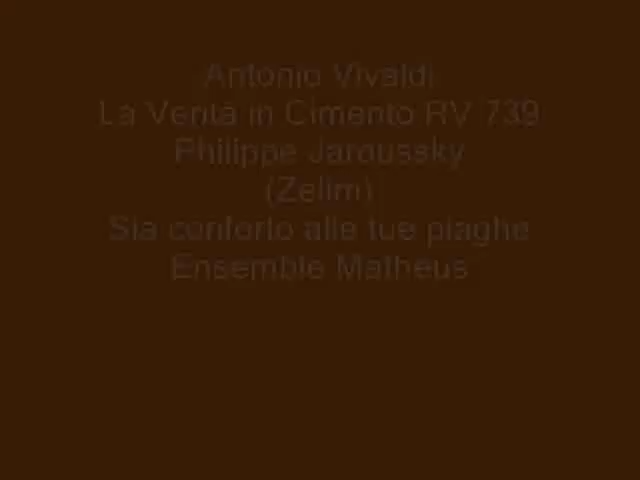 Antonio Vivaldi
La Verita in Cimento RV 739
Philippe Jaroussky
(Zelim)
Sia conforto alle tue piaghe
Ensemble Matheus